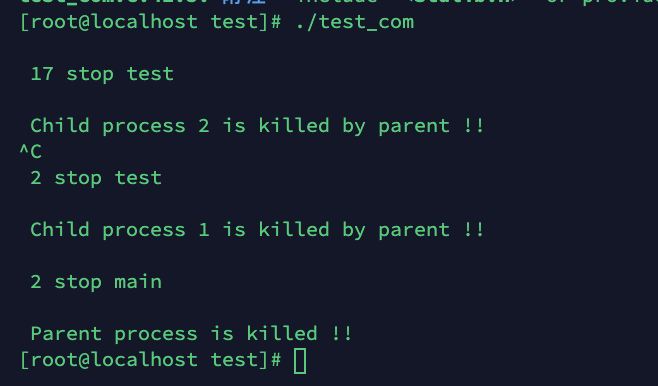 [root@localhost test]# ./test_com
17 stop test
Child process 2 is killed by parent !!
^C
2 stop test
Child process 1 is killed by parent !!
2 stop main
Parent process is killed !!
[root@localhost test]#